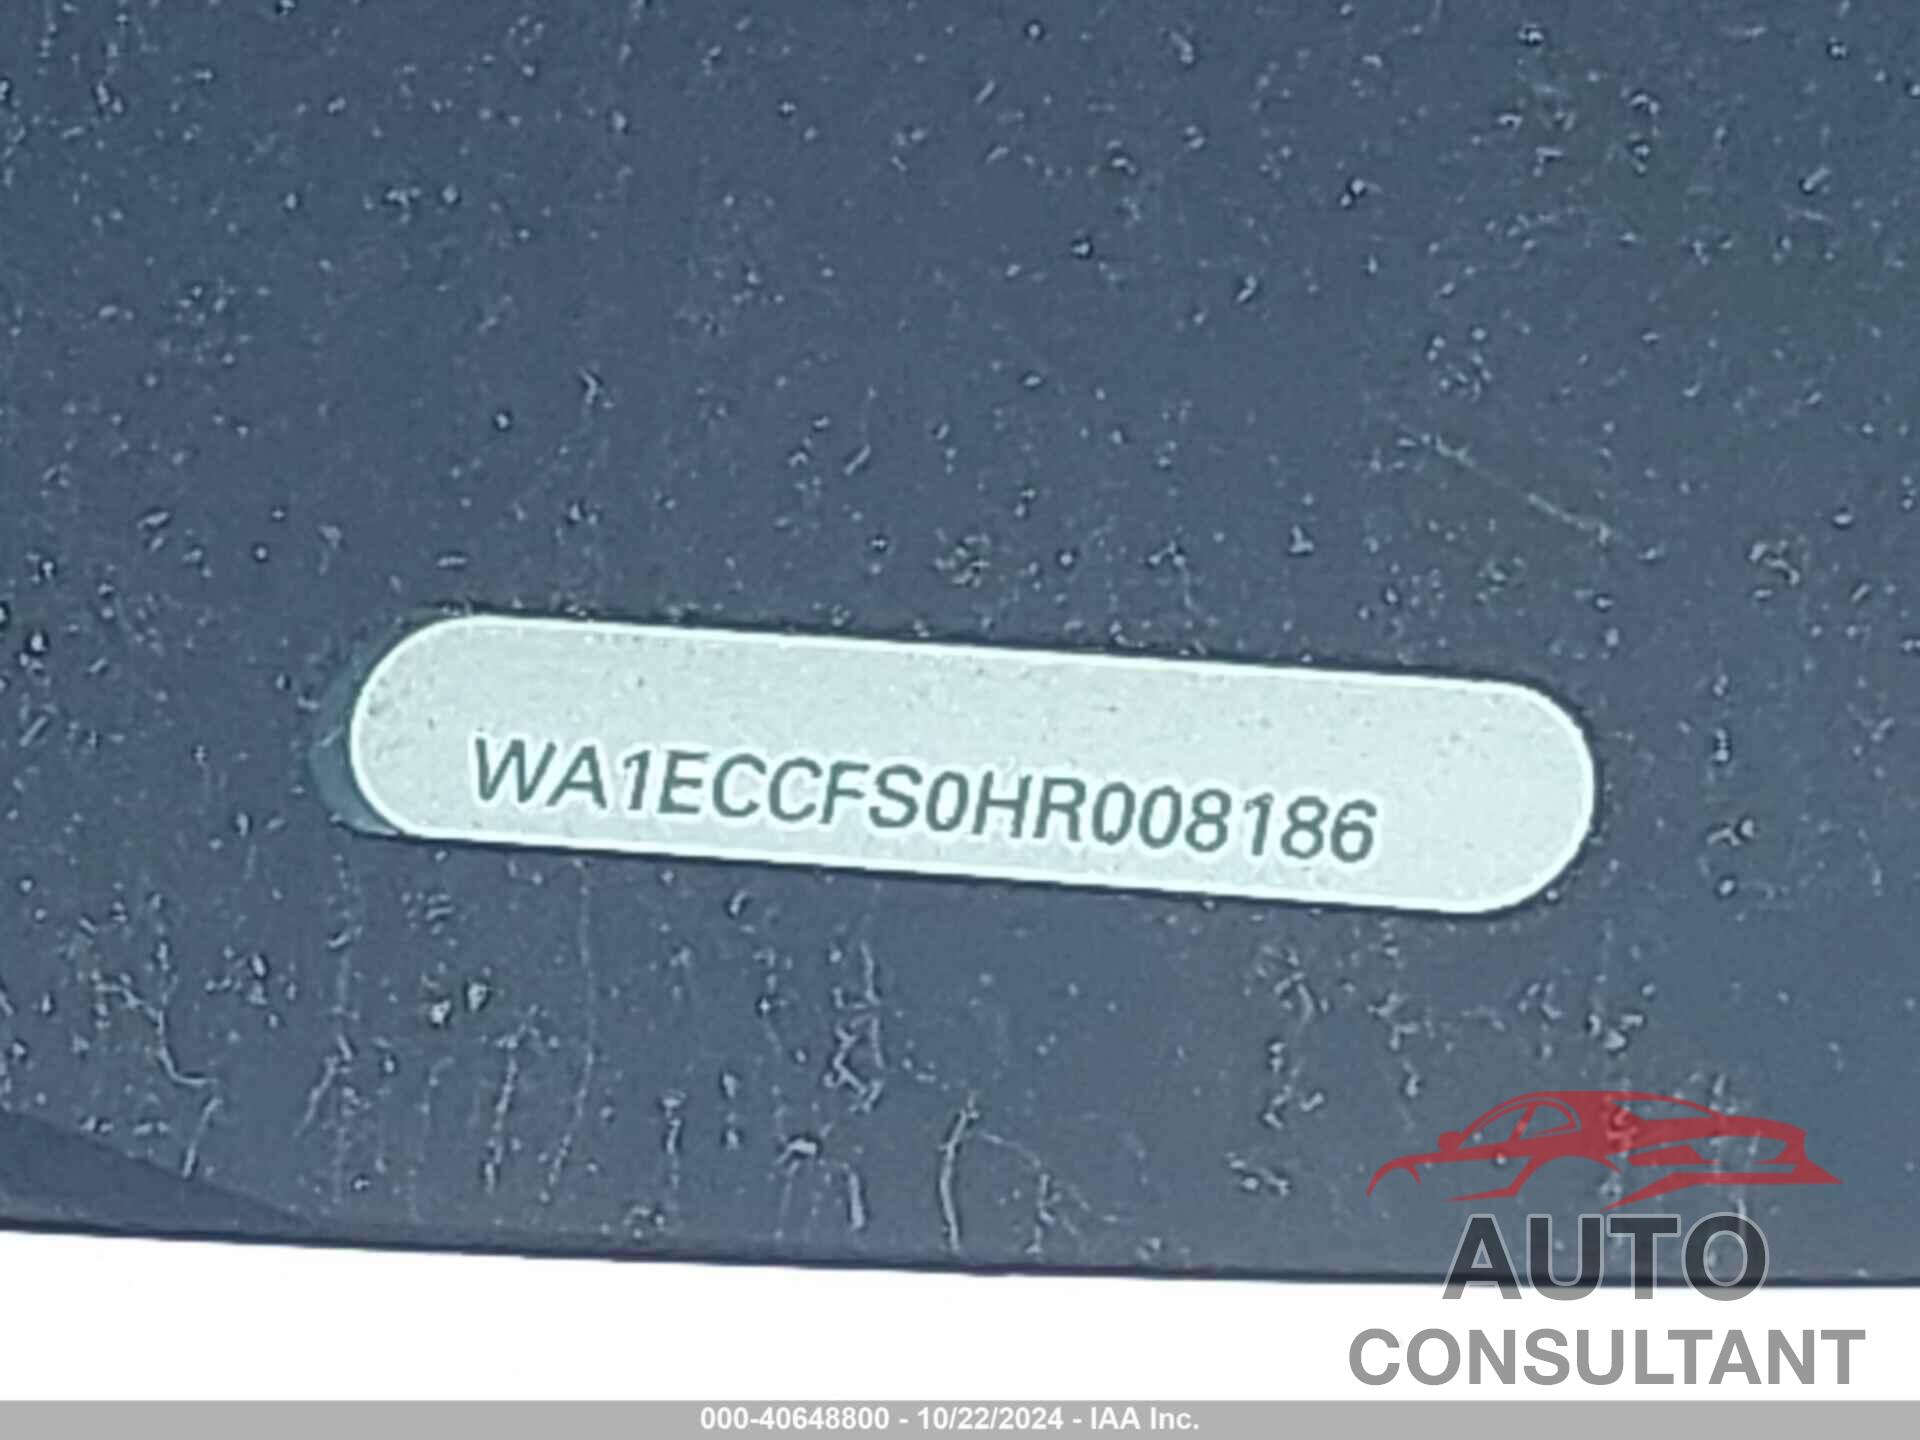 WA1ECCFS0HR008186
AUTO
CONSULTANT
000-40648800 - 10/22/2024 - IAA Inc.